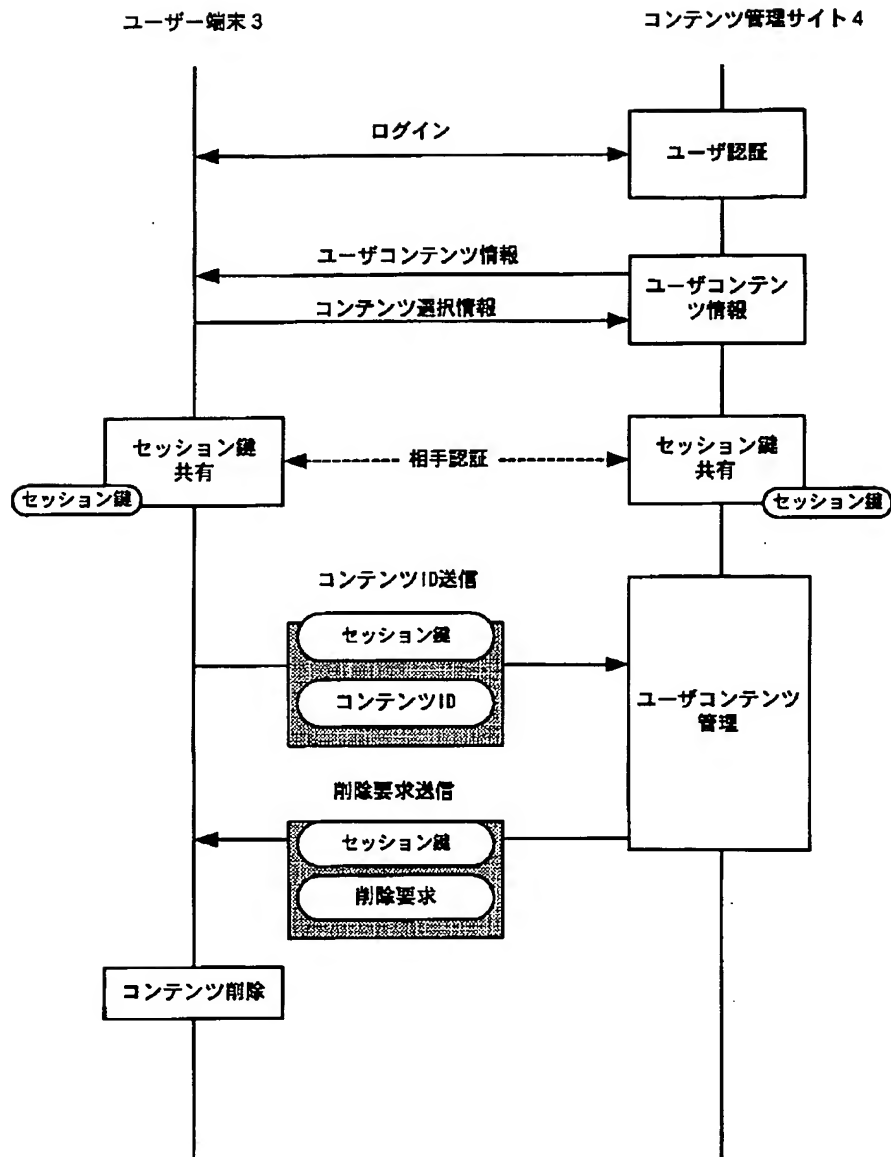 ユーザー端末3
コンテンツ管理サイト4
ログイン
ユーザ認証
ユーザコンテンツ情報
ユーザコンテン
ツ情報
コンテンツ選択情報
セッション鍵
共有
相手認証
セッション鍵
共有
セッション鍵
セッション鍵
コンテンツID送信
セッション鍵
コンテンツID
ユーザコンテンツ
管理
削除要求送信
セッション鍵
削除要求
コンテンツ削除